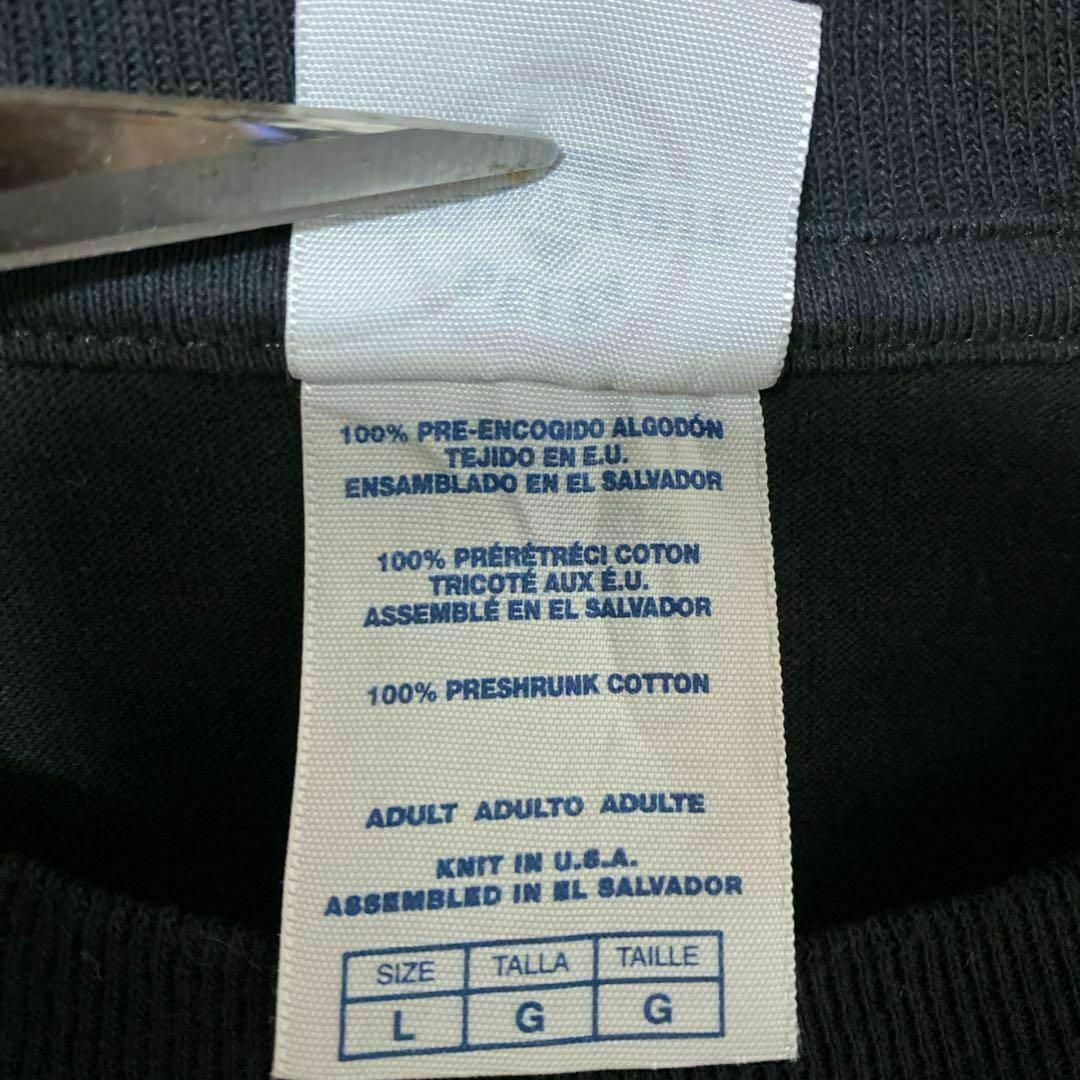 100% PRE-ENCOGIDO ALGODÓN
TEJIDO EN E.U.
ENSAMBLADO EN EL SALVADOR
100% PRÉRÉTRÉCI COTON
TRICOTÉ AUX É.U.
ASSEMBLÉ EN EL SALVADOR
100% PRESHRUNK COTTON
ADULT ADULTO ADULTE
KNIT IN U.S.A.
ASSEMBLED IN EL SALVADOR
SIZE TALLA TAILLE
L G G